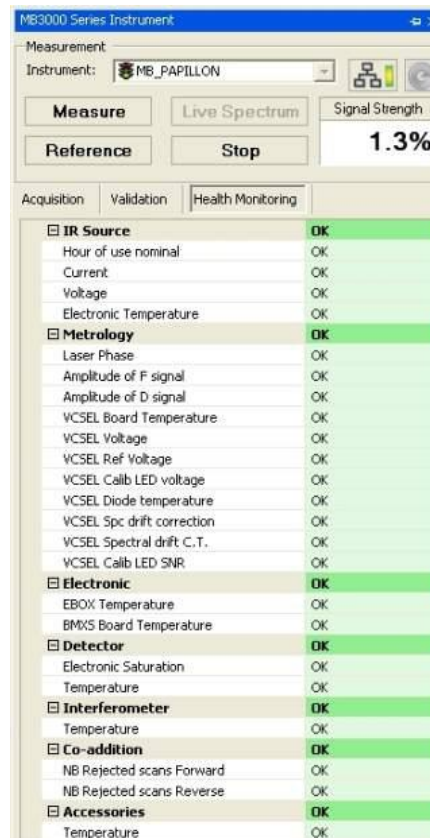 MB3000 Series Instrument
Measurement
Instrument: MB_PAPILLON
Measure Live Spectrum Signal Strength
Reference Stop 1.3%
Acquisition Validation Health Monitoring
IR Source OK
Hour of use nominal OK
Current OK
Voltage OK
Electronic Temperature OK
Metrology OK
Laser Phase OK
Amplitude of F signal OK
Amplitude of D signal OK
VCSEL Board Temperature OK
VCSEL Voltage OK
VCSEL Ref Voltage OK
VCSEL Calib LED voltage OK
VCSEL Diode temperature OK
VCSEL Spc drift correction OK
VCSEL Spectral drift C.T. OK
VCSEL Calib LED SNR OK
Electronic OK
EBOX Temperature OK
BMXS Board Temperature OK
Detector OK
Electronic Saturation OK
Temperature OK
Interferometer OK
Temperature OK
Co-addition OK
NB Rejected scans Forward OK
NB Rejected scans Reverse OK
Accessories OK
Temperature OK